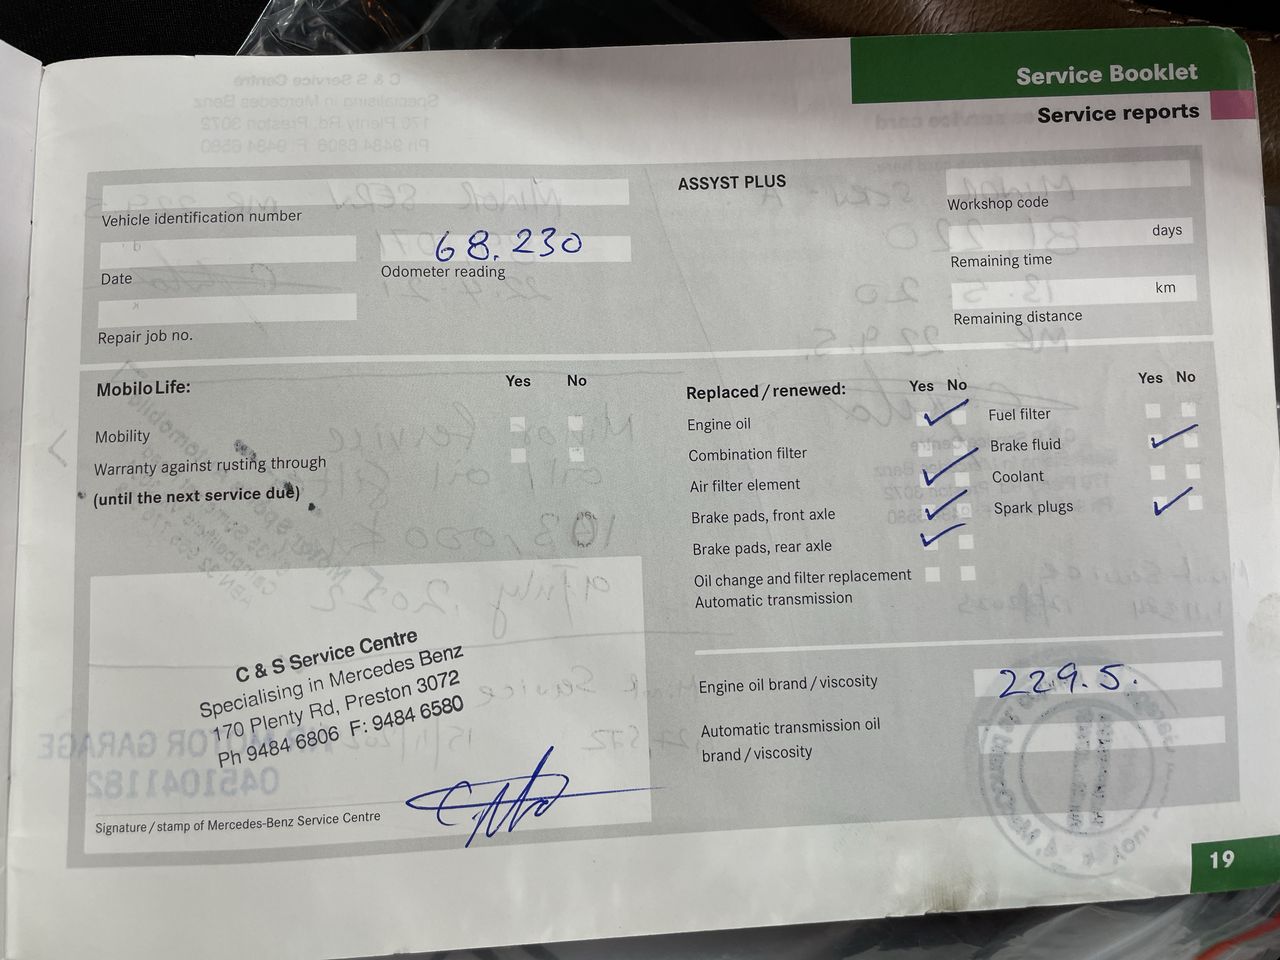 Service Booklet
Service reports
ASSYST PLUS
Vehicle identification number
Workshop code
68.230
days
Date
Odometer reading
Remaining time
km
Repair job no.
Remaining distance
Mobilo Life:
Yes No
Mobility
Warranty against rusting through
(until the next service due)
Replaced / renewed:
Yes No
Yes No
Engine oil
Fuel filter
Combination filter
Brake fluid
Air filter element
Coolant
Brake pads, front axle
Spark plugs
Brake pads, rear axle
Oil change and filter replacement
Automatic transmission
C & S Service Centre
Specialising in Mercedes Benz
170 Plenty Rd, Preston 3072
Ph 9484 6806 F: 9484 6580
Signature / stamp of Mercedes-Benz Service Centre
Engine oil brand / viscosity
229.5.
Automatic transmission oil
brand / viscosity
19